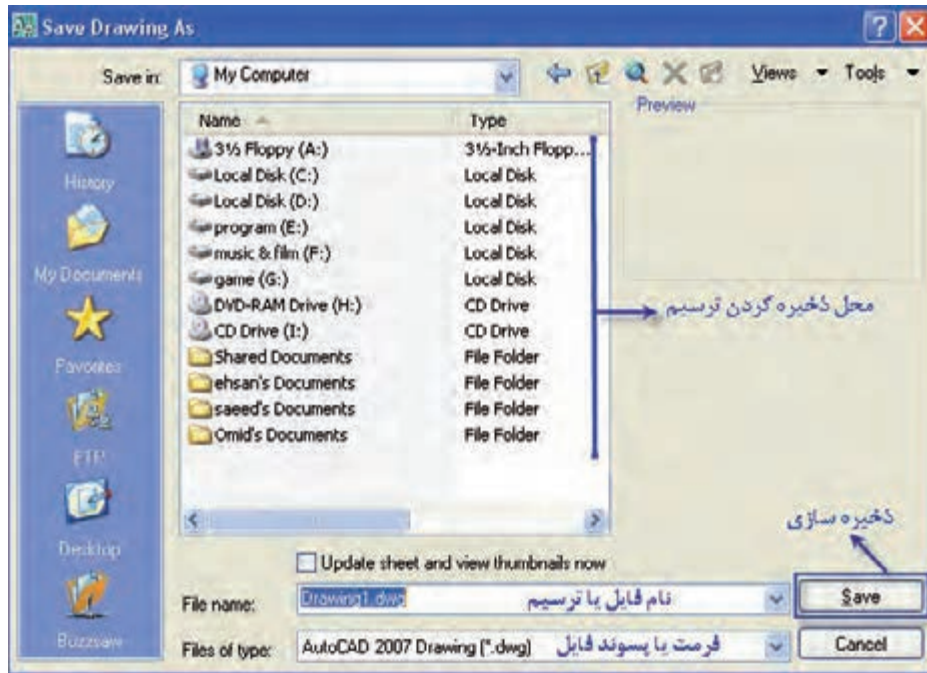 Save Drawing As
Save in: My Computer Views Tools
Name Type Preview
3½ Floppy (A:) 3½-Inch Flopp...
Local Disk (C:) Local Disk
Local Disk (D:) Local Disk
program (E:) Local Disk
music & film (F:) Local Disk
game (G:) Local Disk
DVD-RAM Drive (H:) CD Drive
CD Drive (I:) CD Drive
Shared Documents File Folder
ehsan's Documents File Folder
saeed's Documents File Folder
Omid's Documents File Folder
محل ذخیره کردن ترسیم
History
My Documents
Favorites
FTP
Desktop
Buzzsaw
ذخیره سازی
Update sheet and view thumbnails now
File name: Drawing1.dwg نام فایل یا ترسیم Save
Files of type: AutoCAD 2007 Drawing (*.dwg) فرمت یا پسوند فایل Cancel